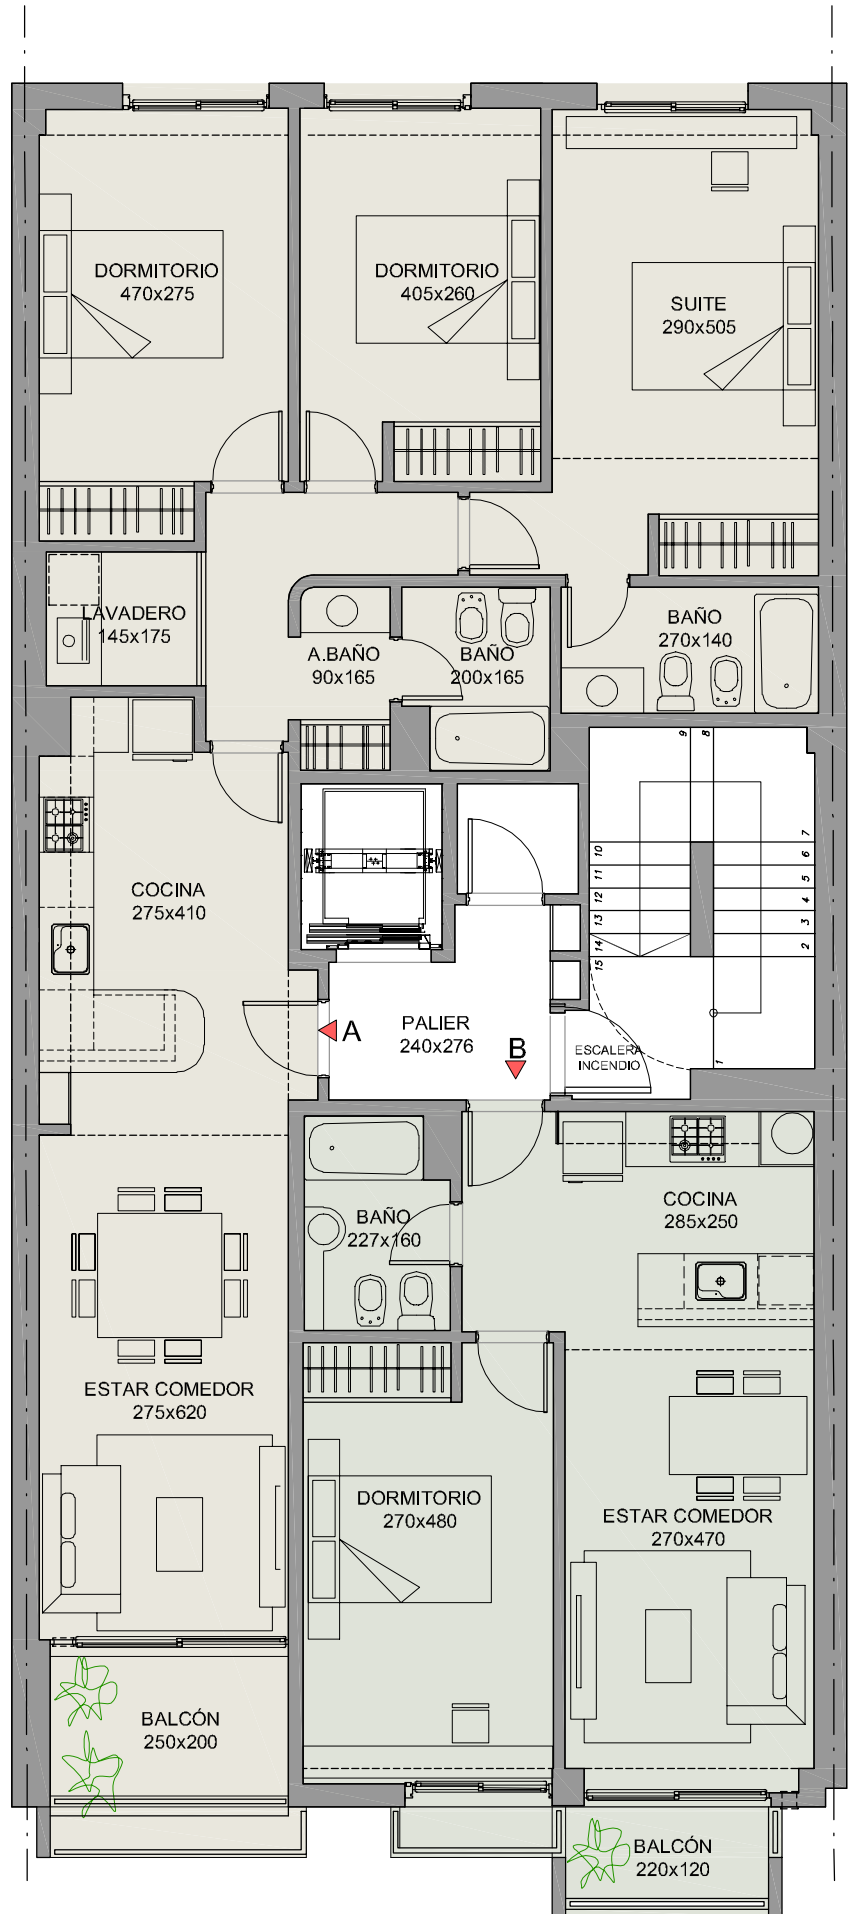 DORMITORIO
470x275
DORMITORIO
405x260
SUITE
290x505
LAVADERO
145x175
A.BAÑO
90x165
BAÑO
200x165
BAÑO
270x140
9
8
7
6
5
4
3
2
1
10
11
12
13
14
15
COCINA
275x410
A
PALIER
240x276
B
ESCALERA
INCENDIO
BAÑO
227x160
COCINA
285x250
ESTAR COMEDOR
275x620
DORMITORIO
270x480
ESTAR COMEDOR
270x470
BALCÓN
250x200
BALCÓN
220x120